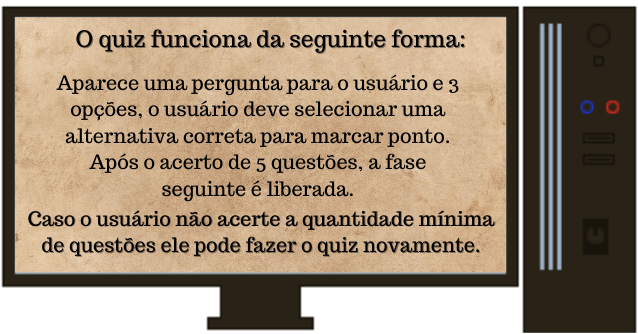 O quiz funciona da seguinte forma:
Aparece uma pergunta para o usuário e 3
opções, o usuário deve selecionar uma
alternativa correta para marcar ponto.
Após o acerto de 5 questões, a fase
seguinte é liberada.
Caso o usuário não acerte a quantidade mínima
de questões ele pode fazer o quiz novamente.